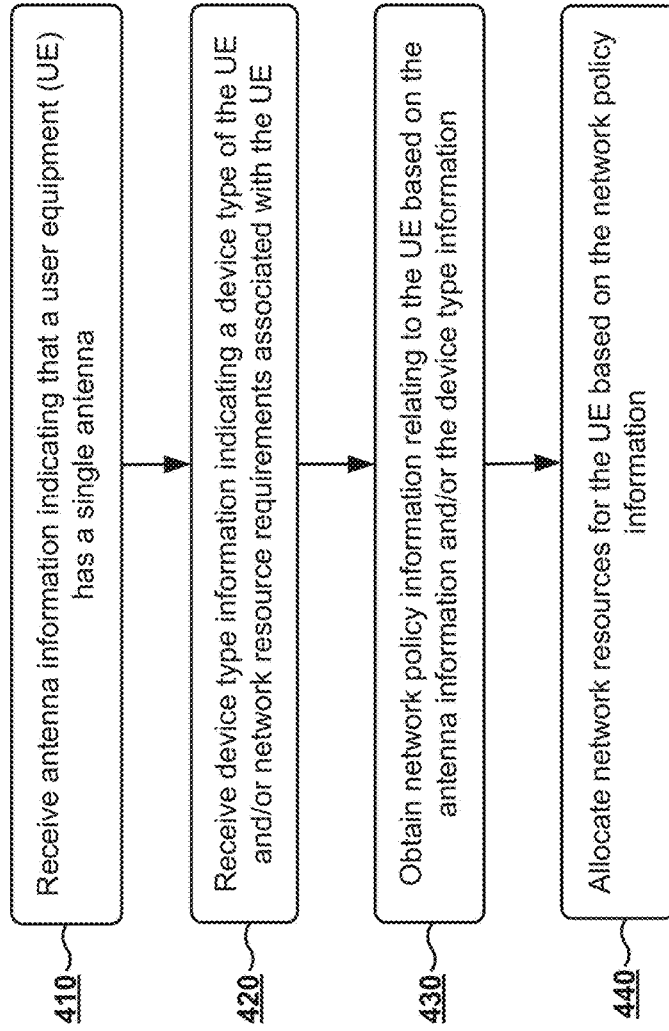 410
Receive antenna information indicating that a user equipment (UE)
has a single antenna
420
Receive device type information indicating a device type of the UE
and/or network resource requirements associated with the UE
430
Obtain network policy information relating to the UE based on the
antenna information and/or the device type information
440
Allocate network resources for the UE based on the network policy
information